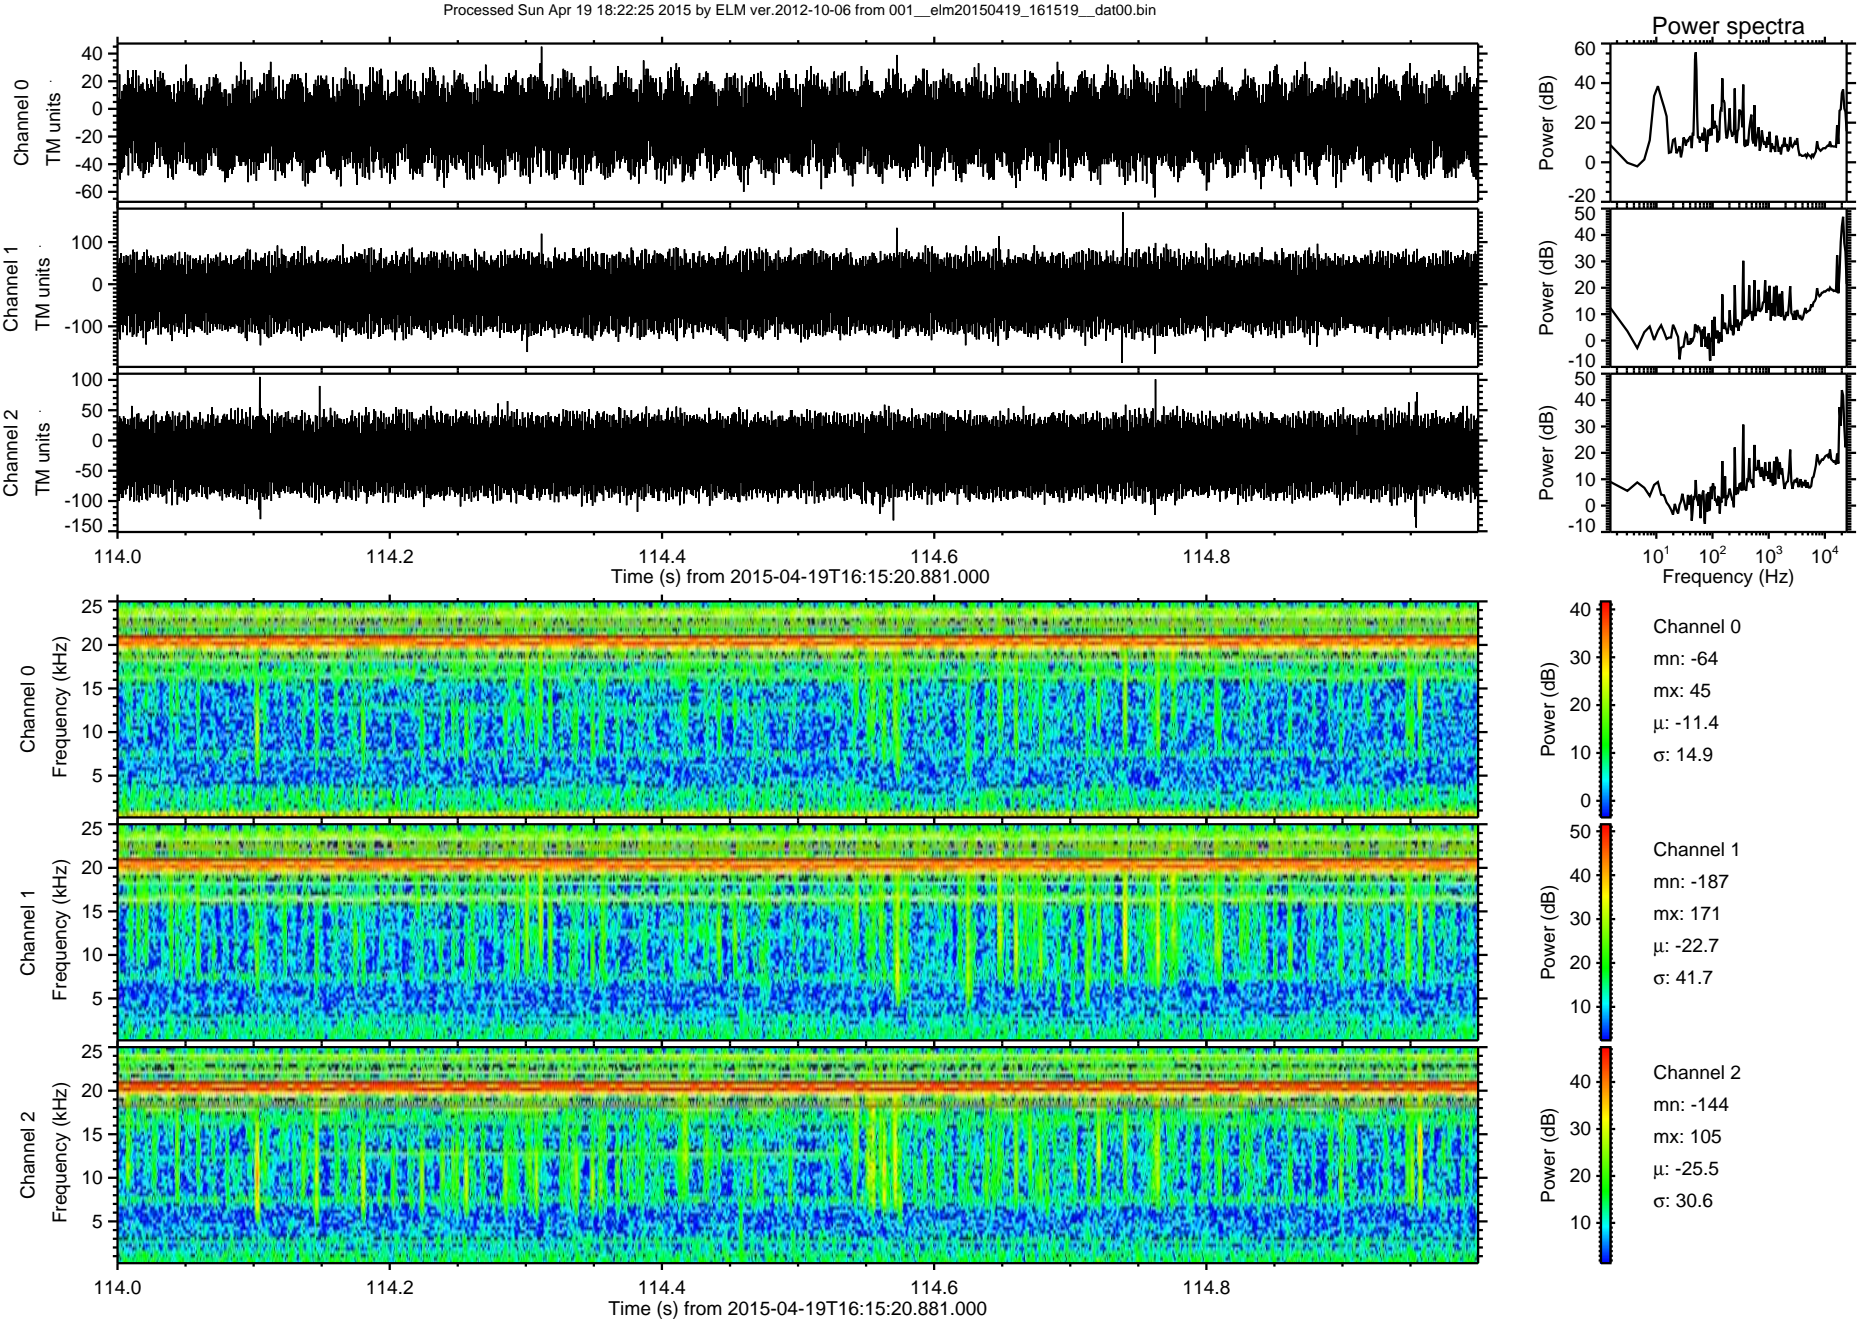 Processed Sun Apr 19 18:22:25 2015 by ELM ver.2012-10-06 from 001__elm20150419_161519__dat00.bin
Power spectra
Channel 0
TM units
40
20
0
-20
-40
-60
Power (dB)
60
40
20
0
-20
Channel 1
TM units
100
0
-100
Power (dB)
50
40
30
20
10
0
-10
Channel 2
TM units
100
50
0
-50
-100
-150
Power (dB)
50
40
30
20
10
0
-10
114.0 114.2 114.4 114.6 114.8
Time (s) from 2015-04-19T16:15:20.881.000
10^1 10^2 10^3 10^4
Frequency (Hz)
Channel 0
Frequency (kHz)
25
20
15
10
5
Power (dB)
40
30
20
10
0
Channel 0
mn: -64
mx: 45
μ: -11.4
σ: 14.9
Channel 1
Frequency (kHz)
25
20
15
10
5
Power (dB)
50
40
30
20
10
Channel 1
mn: -187
mx: 171
μ: -22.7
σ: 41.7
Channel 2
Frequency (kHz)
25
20
15
10
5
Power (dB)
40
30
20
10
Channel 2
mn: -144
mx: 105
μ: -25.5
σ: 30.6
114.0 114.2 114.4 114.6 114.8
Time (s) from 2015-04-19T16:15:20.881.000